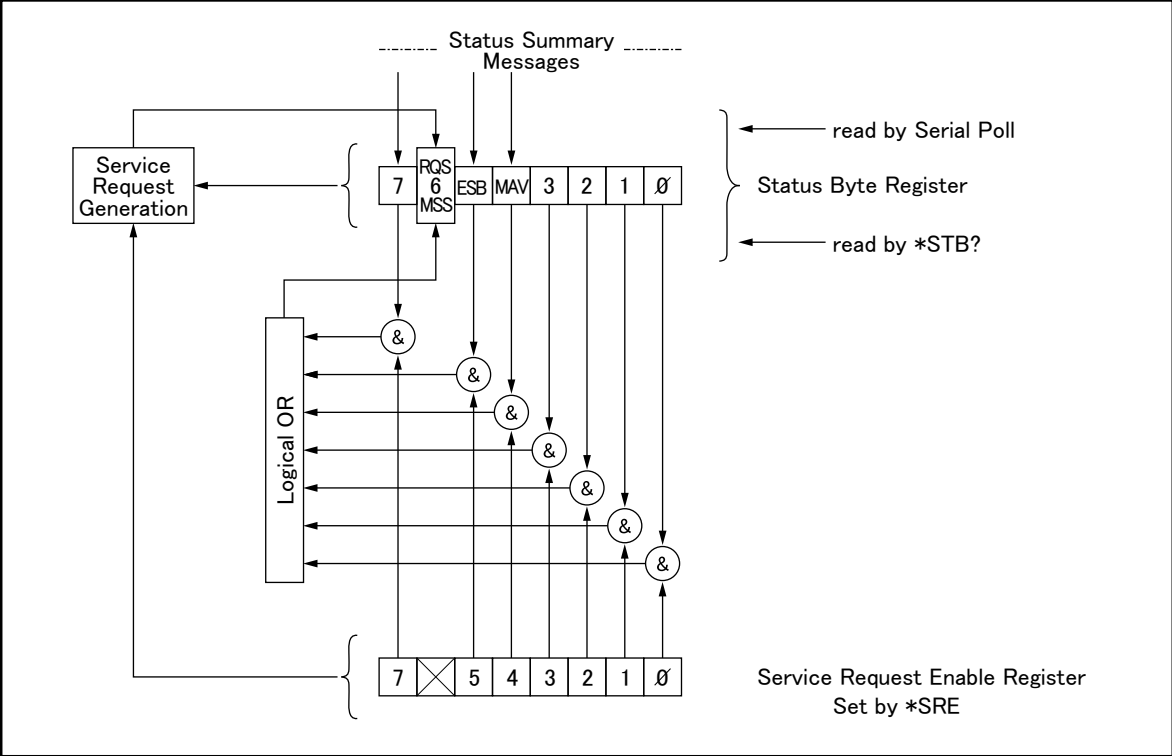 Status Summary
Messages
read by Serial Poll
Service
Request
Generation
RQS
7 6 ESB MAV 3 2 1 0
MSS
Status Byte Register
read by *STB?
&
&
&
&
&
&
&
Logical OR
7 5 4 3 2 1 0
Service Request Enable Register
Set by *SRE